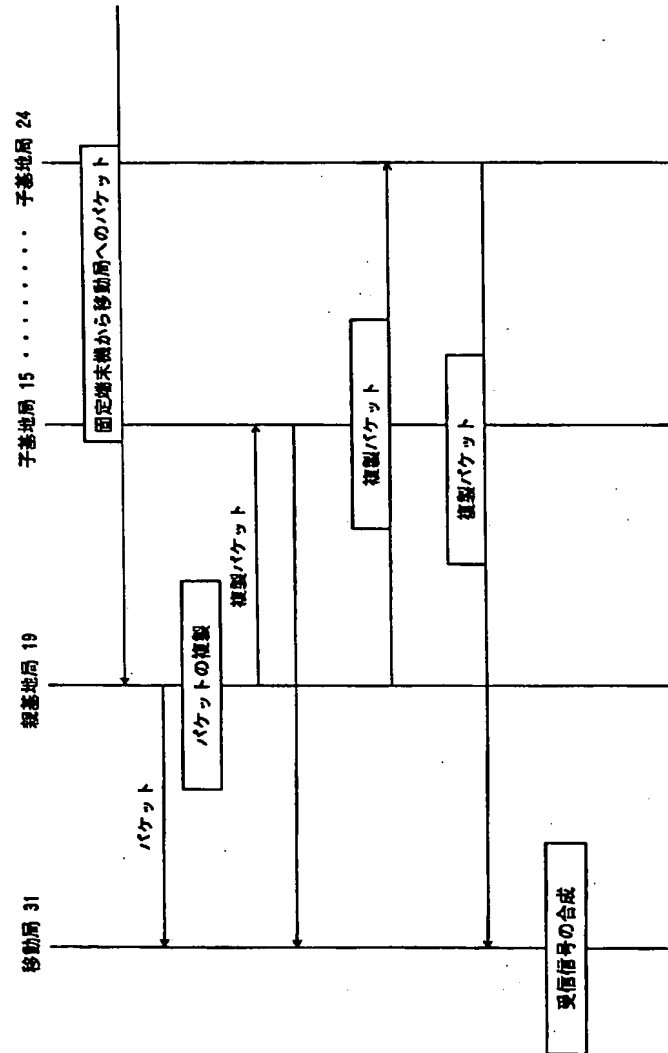 移動局 31
親基地局 19
子基地局 15 ・・・・・・・・・ 子基地局 24
固定端末機から移動局へのパケット
パケット
パケットの複製
複製パケット
複製パケット
複製パケット
受信信号の合成